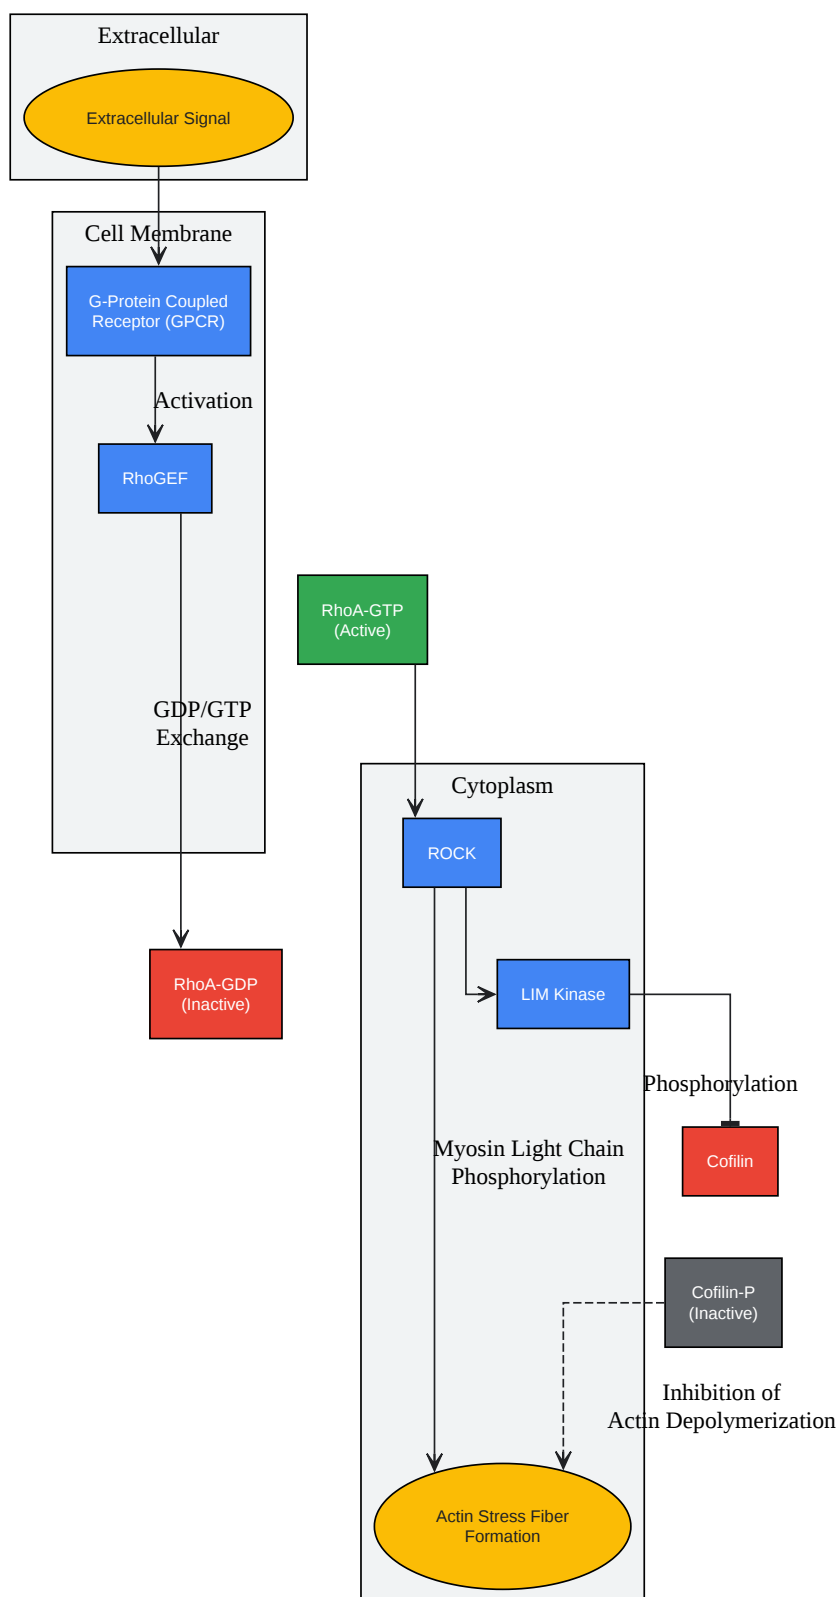 Extracellular
Extracellular Signal
Cell Membrane
G-Protein Coupled
Receptor (GPCR)
Activation
RhoGEF
RhoA-GTP
(Active)
GDP/GTP
Exchange
Cytoplasm
ROCK
RhoA-GDP
(Inactive)
LIM Kinase
Phosphorylation
Myosin Light Chain
Phosphorylation
Cofilin
Cofilin-P
(Inactive)
Inhibition of
Actin Depolymerization
Actin Stress Fiber
Formation